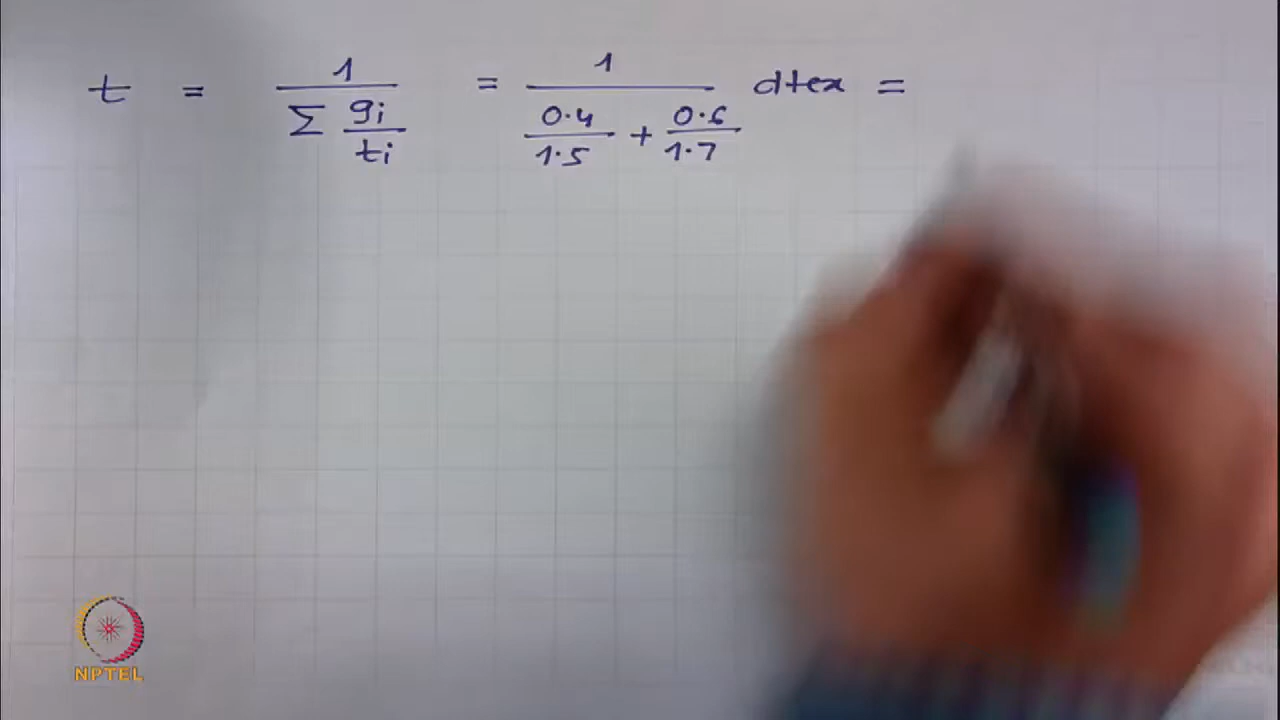 t = 1 / Σ gi/ti = 1 / 0.4/1.5 + 0.6/1.7 dtex =
NPTEL